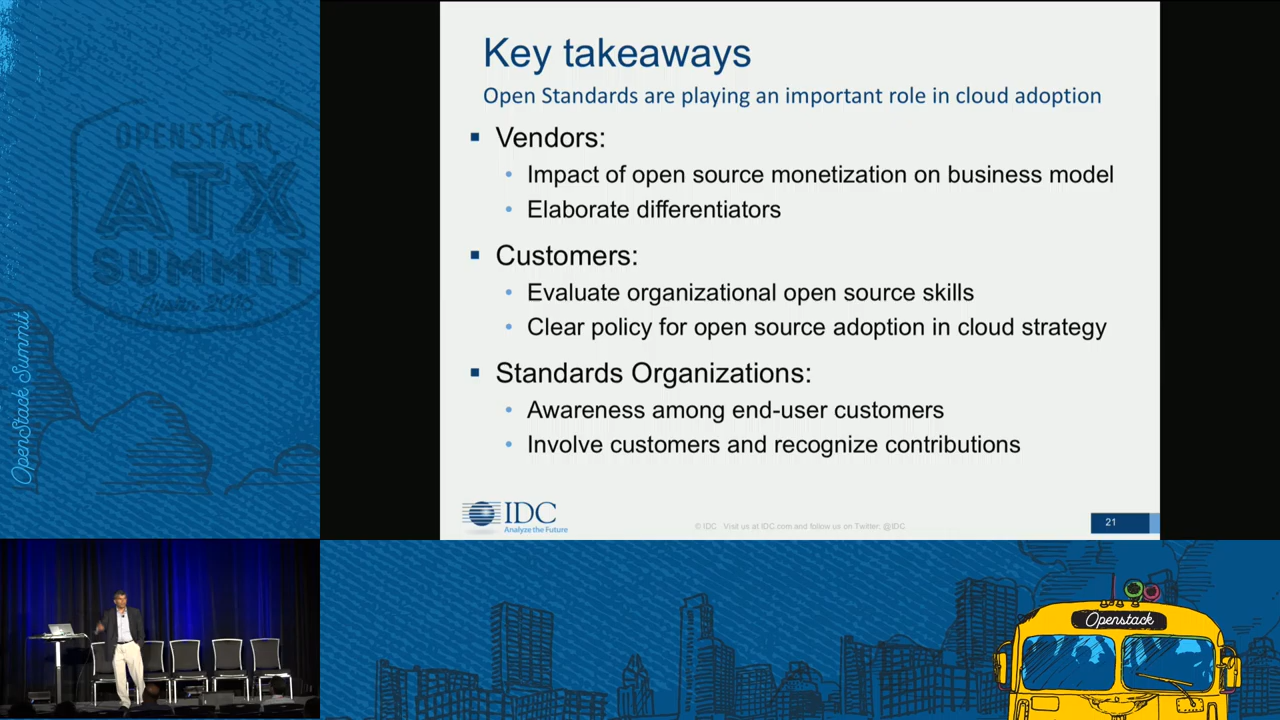 Key takeaways
Open Standards are playing an important role in cloud adoption
Vendors:
Impact of open source monetization on business model
Elaborate differentiators
Customers:
Evaluate organizational open source skills
Clear policy for open source adoption in cloud strategy
Standards Organizations:
Awareness among end-user customers
Involve customers and recognize contributions
IDC
Analyze the Future
© IDC Visit us at IDC.com and follow us on Twitter: @IDC
21
OPENSTACK
ATX
SUMMIT
Austin
OpenStack Summit
Openstack